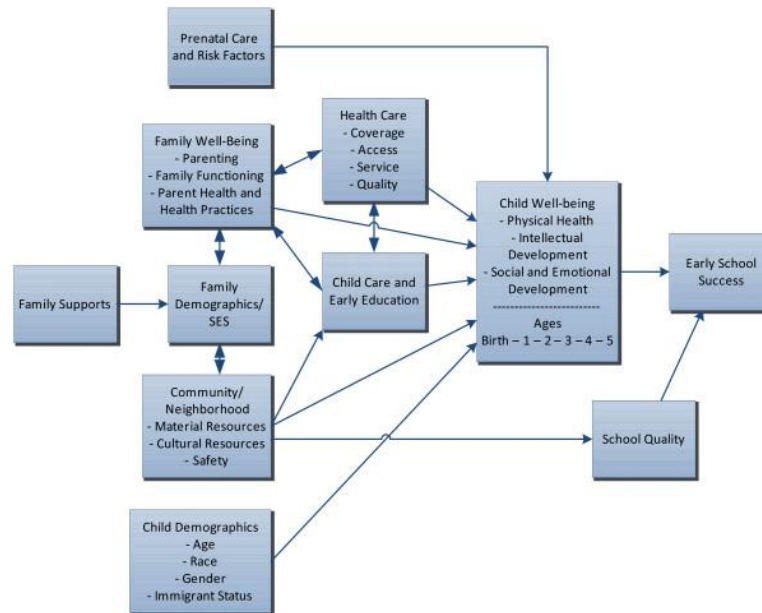 Prenatal Care
and Risk Factors
Family Well-Being
- Parenting
- Family Functioning
- Parent Health and
Health Practices
Health Care
- Coverage
- Access
- Service
- Quality
Child Well-being
- Physical Health
- Intellectual
Development
- Social and Emotional
Development
-------------------------
Ages
Birth – 1 – 2 – 3 – 4 – 5
Family Supports
Family
Demographics/
SES
Child Care and
Early Education
Early School
Success
Community/
Neighborhood
- Material Resources
- Cultural Resources
- Safety
School Quality
Child Demographics
- Age
- Race
- Gender
- Immigrant Status